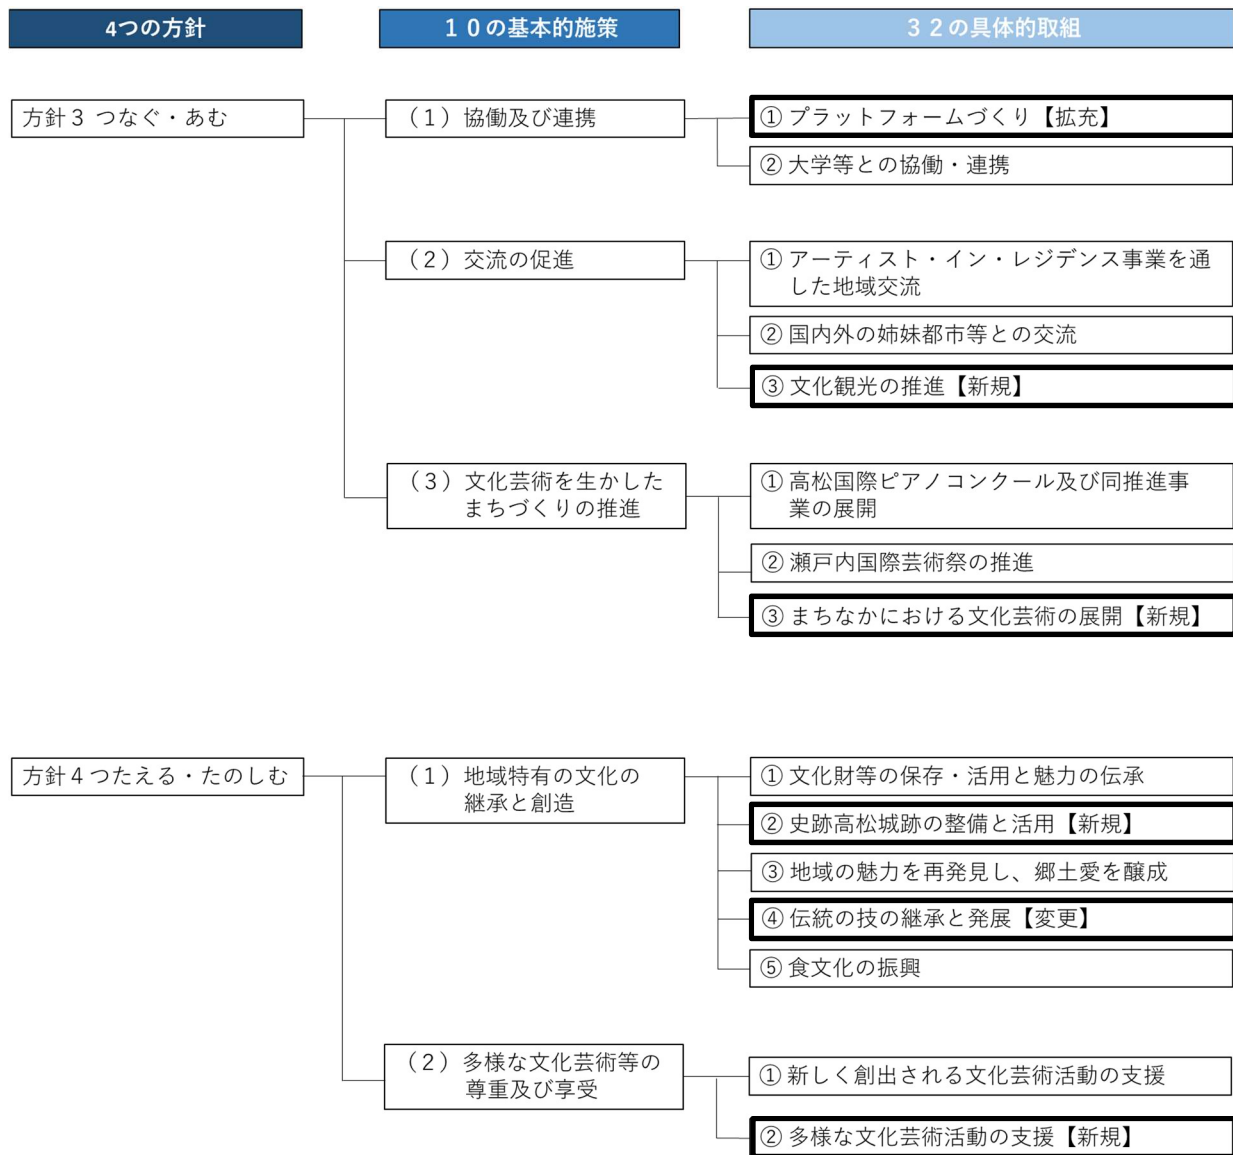 4つの方針
１０の基本的施策
３２の具体的取組
方針３ つなぐ・あむ
（１）協働及び連携
① プラットフォームづくり【拡充】
② 大学等との協働・連携
（２）交流の促進
① アーティスト・イン・レジデンス事業を通
した地域交流
② 国内外の姉妹都市等との交流
③ 文化観光の推進【新規】
（３）文化芸術を生かした
まちづくりの推進
① 高松国際ピアノコンクール及び同推進事
業の展開
② 瀬戸内国際芸術祭の推進
③ まちなかにおける文化芸術の展開【新規】
方針４ つたえる・たのしむ
（１）地域特有の文化の
継承と創造
① 文化財等の保存・活用と魅力の伝承
② 史跡高松城跡の整備と活用【新規】
③ 地域の魅力を再発見し、郷土愛を醸成
④ 伝統の技の継承と発展【変更】
⑤ 食文化の振興
（２）多様な文化芸術等の
尊重及び享受
① 新しく創出される文化芸術活動の支援
② 多様な文化芸術活動の支援【新規】